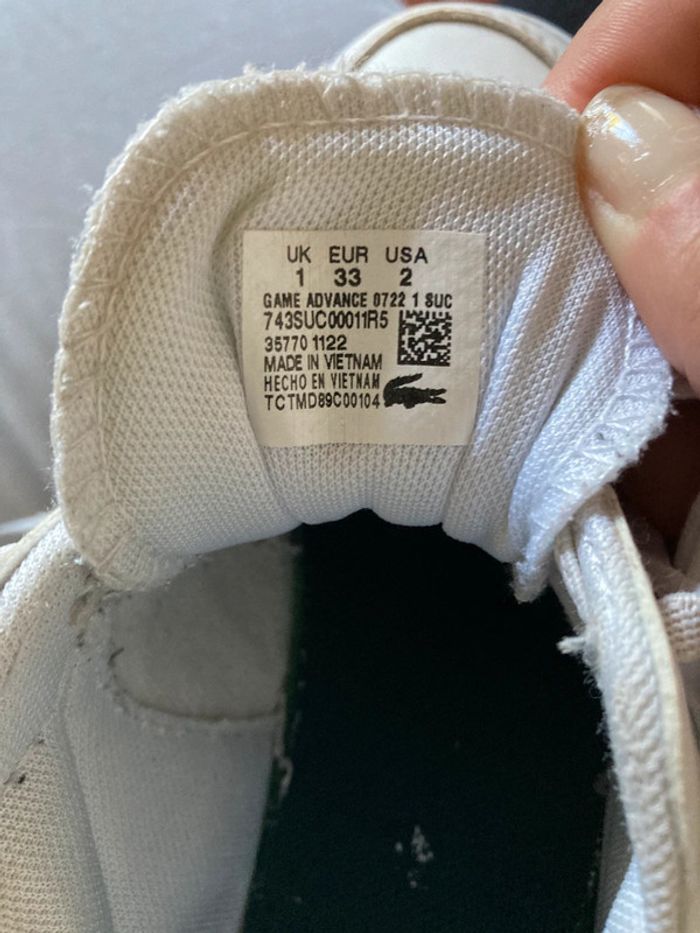 UK EUR USA
1 33 2
GAME ADVANCE 0722 1 SUC
743SUC00011R5
35770 1122
MADE IN VIETNAM
HECHO EN VIETNAM
TCTMD89C00104